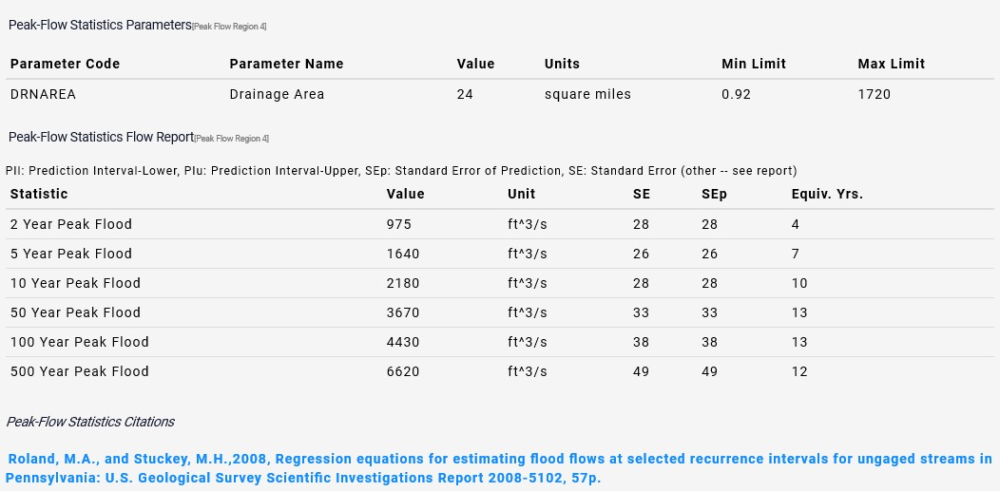 Peak-Flow Statistics Parameters[Peak Flow Region 4]
Parameter Code Parameter Name Value Units Min Limit Max Limit
DRNAREA Drainage Area 24 square miles 0.92 1720
Peak-Flow Statistics Flow Report[Peak Flow Region 4]
PIl: Prediction Interval-Lower, PIu: Prediction Interval-Upper, SEp: Standard Error of Prediction, SE: Standard Error (other -- see report)
Statistic Value Unit SE SEp Equiv. Yrs.
2 Year Peak Flood 975 ft^3/s 28 28 4
5 Year Peak Flood 1640 ft^3/s 26 26 7
10 Year Peak Flood 2180 ft^3/s 28 28 10
50 Year Peak Flood 3670 ft^3/s 33 33 13
100 Year Peak Flood 4430 ft^3/s 38 38 13
500 Year Peak Flood 6620 ft^3/s 49 49 12
Peak-Flow Statistics Citations
Roland, M.A., and Stuckey, M.H.,2008, Regression equations for estimating flood flows at selected recurrence intervals for ungaged streams in
Pennsylvania: U.S. Geological Survey Scientific Investigations Report 2008-5102, 57p.